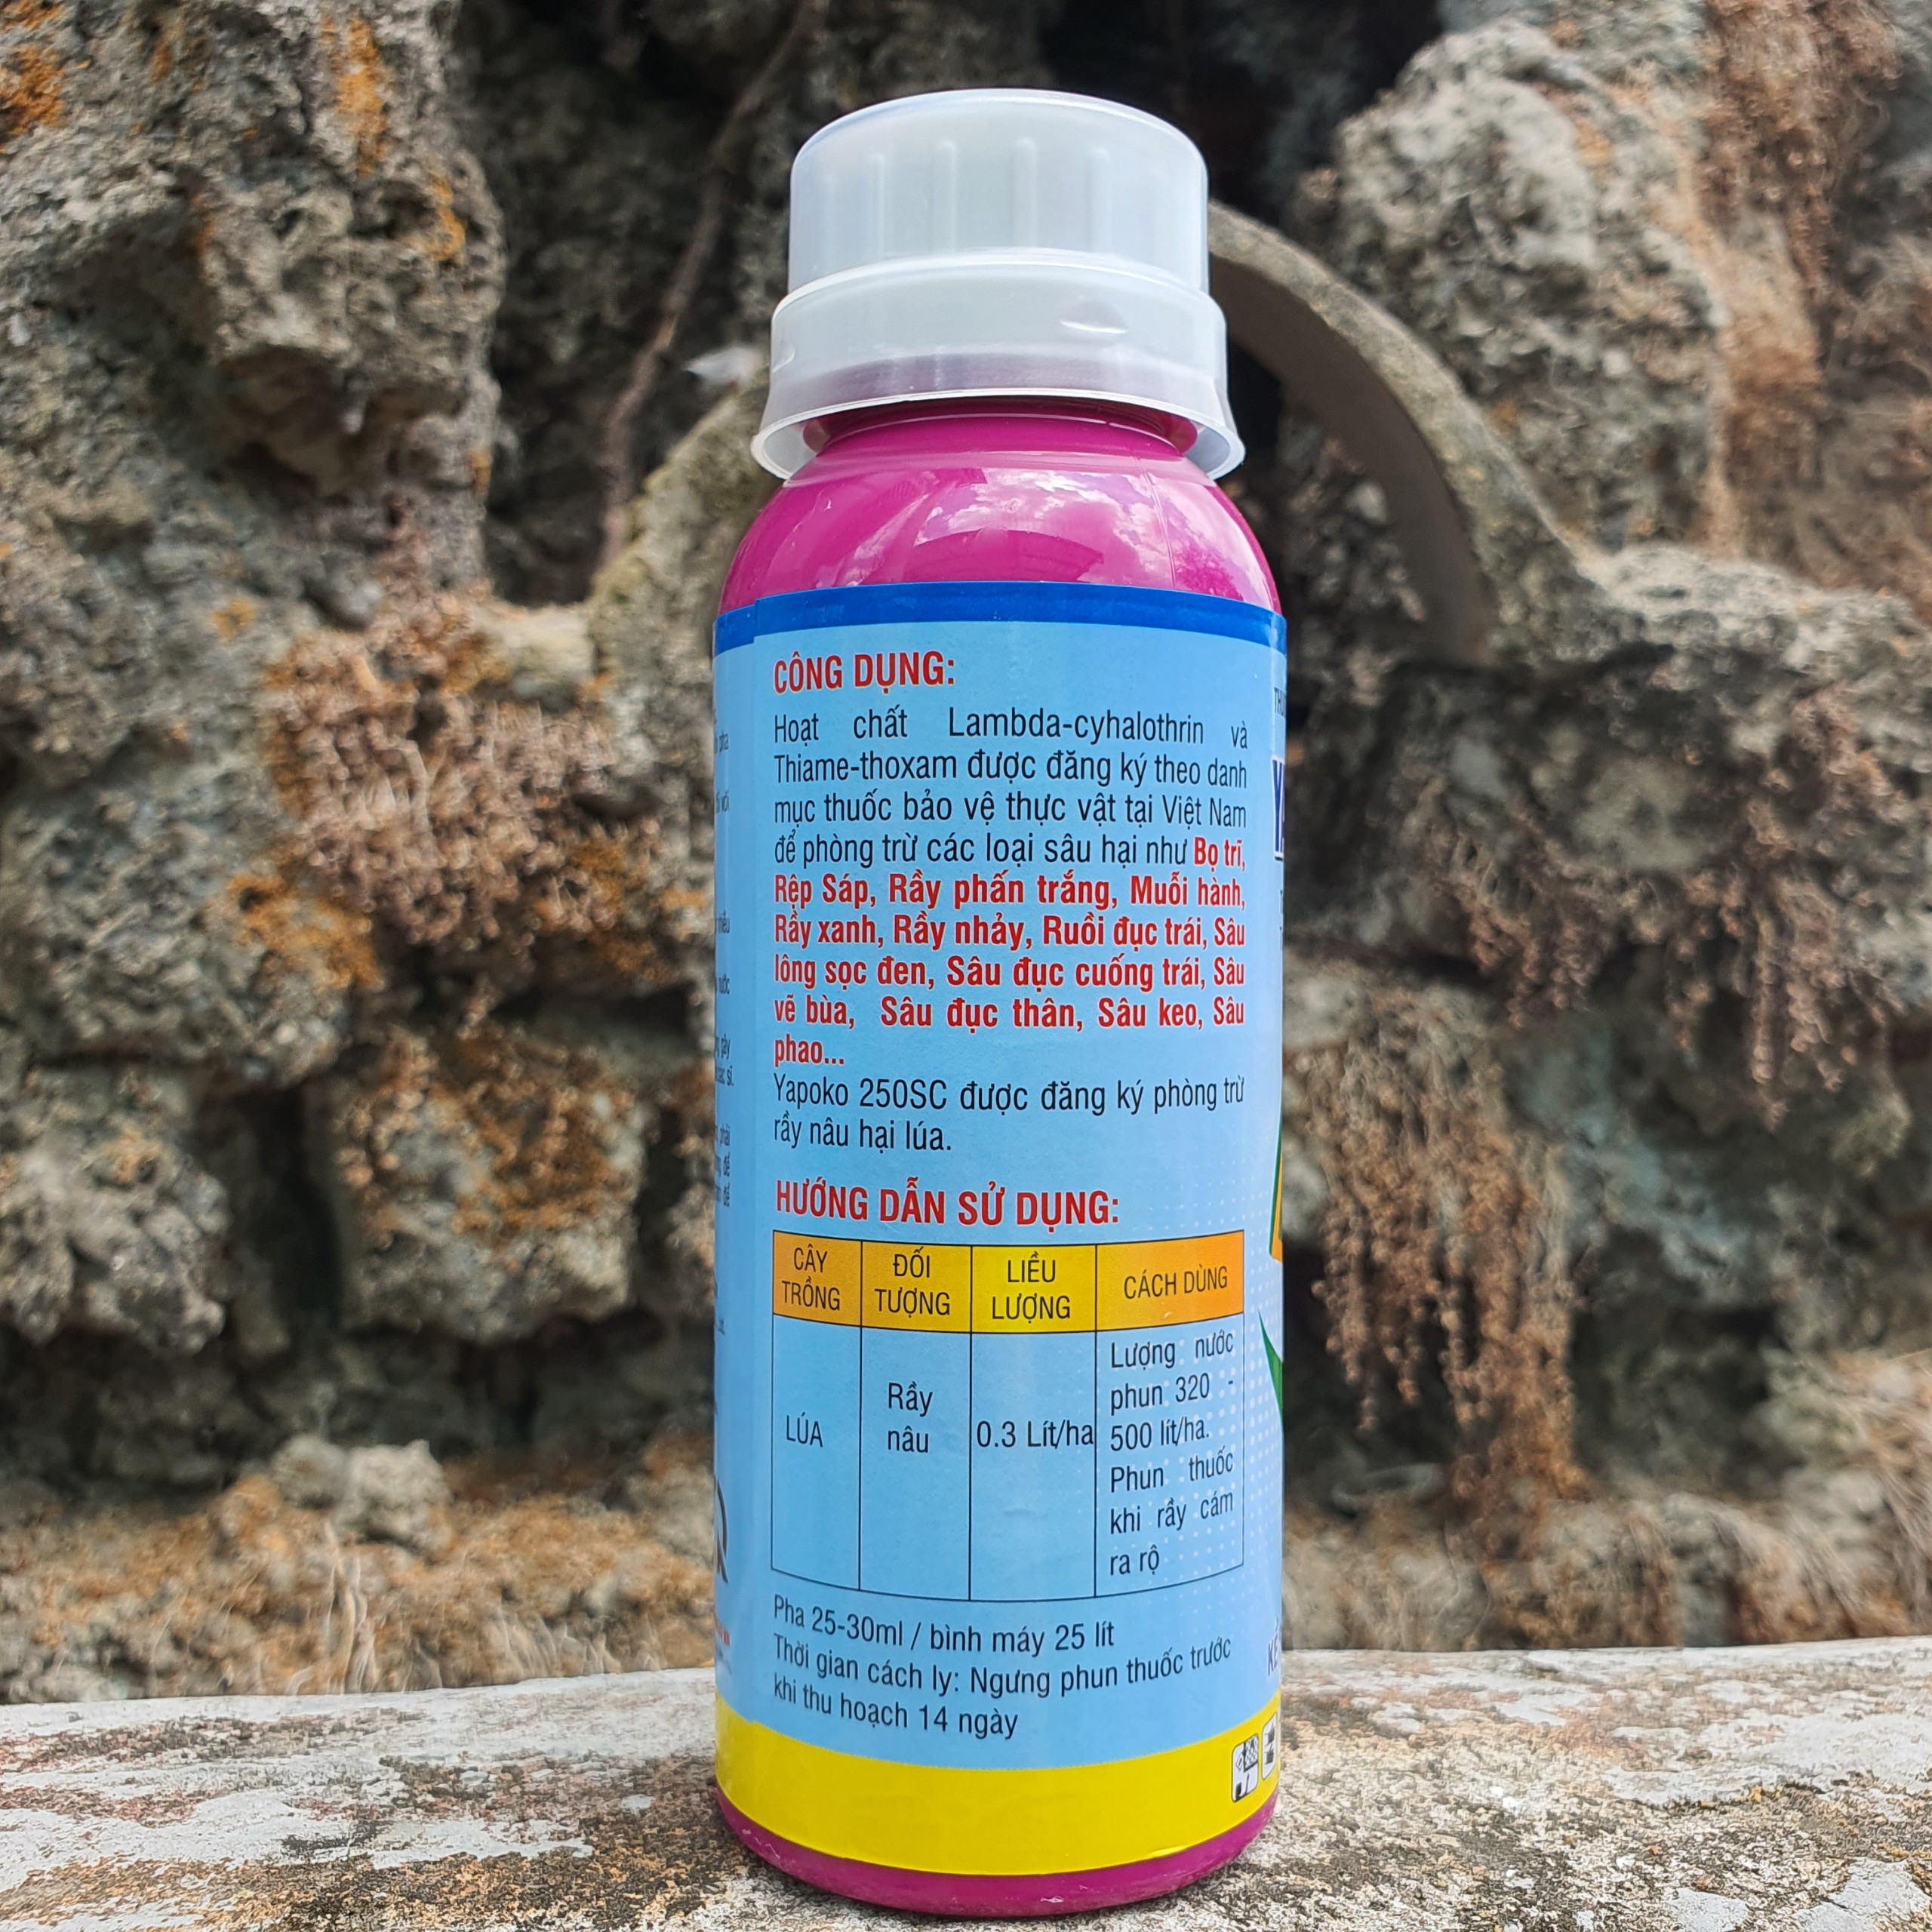 CÔNG DỤNG:
Hoạt chất Lambda-cyhalothrin và
Thiame-thoxam được đăng ký theo danh
mục thuốc bảo vệ thực vật tại Việt Nam
để phòng trừ các loại sâu hại như Bọ trĩ,
Rệp Sáp, Rầy phấn trắng, Muỗi hành,
Rầy xanh, Rầy nhảy, Ruồi đục trái, Sâu
lông sọc đen, Sâu đục cuống trái, Sâu
vẽ bùa, Sâu đục thân, Sâu keo, Sâu
phao...
Yapoko 250SC được đăng ký phòng trừ
rầy nâu hại lúa.
HƯỚNG DẪN SỬ DỤNG:
CÂY
TRỒNG
ĐỐI
TƯỢNG
LIỀU
LƯỢNG
CÁCH DÙNG
LÚA
Rầy
nâu
0.3 Lít/ha
Lượng nước
phun 320 -
500 lít/ha.
Phun thuốc
khi rầy cám
ra rộ
Pha 25-30ml / bình máy 25 lít
Thời gian cách ly: Ngưng phun thuốc trước
khi thu hoạch 14 ngày